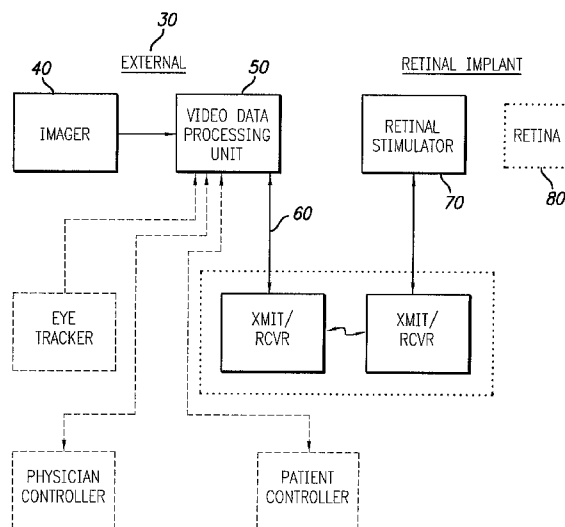 30
EXTERNAL
RETINAL IMPLANT
40
50
IMAGER
VIDEO DATA
PROCESSING
UNIT
RETINAL
STIMULATOR
RETINA
70
80
60
EYE
TRACKER
XMIT/
RCVR
XMIT/
RCVR
PHYSICIAN
CONTROLLER
PATIENT
CONTROLLER